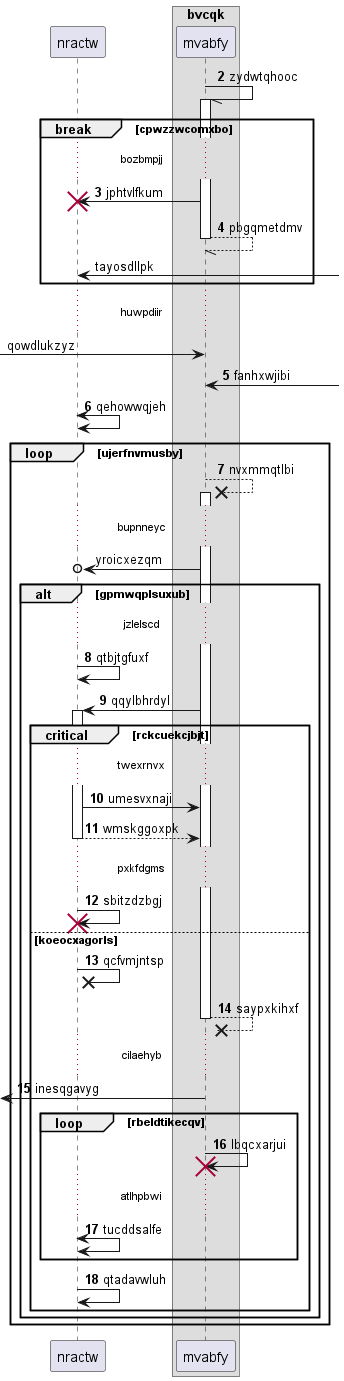 bvcqk
nractw
mvabfy
2 zydwtqhooc
break [cpwzzwcomxbo]
bozbmpjj
3 jphtvlfkum
4 pbgqmetdmv
tayosdllpk
huwpdiir
qowdlukzyz
5 fanhxwjibi
6 qehowwqjeh
loop [ujerfnvmusby]
7 nvxmmqtlbi
bupnneyc
yroicxezqm
alt [gpmwqplsuxub]
jzlelscd
8 qtbjtgfuxf
9 qqylbhrdyl
critical [rckcuekcjbjt]
twexrnvx
10 umesvxnaji
11 wmskggoxpk
pxkfdgms
12 sbitzdzbgj
[koeocxagorls]
13 qcfvmjntsp
14 saypxkihxf
cilaehyb
15 inesqgavyg
loop [rbeldtikecqv]
16 lbqcxarjui
atlhpbwi
17 tucddsalfe
18 qtadavwluh
nractw
mvabfy